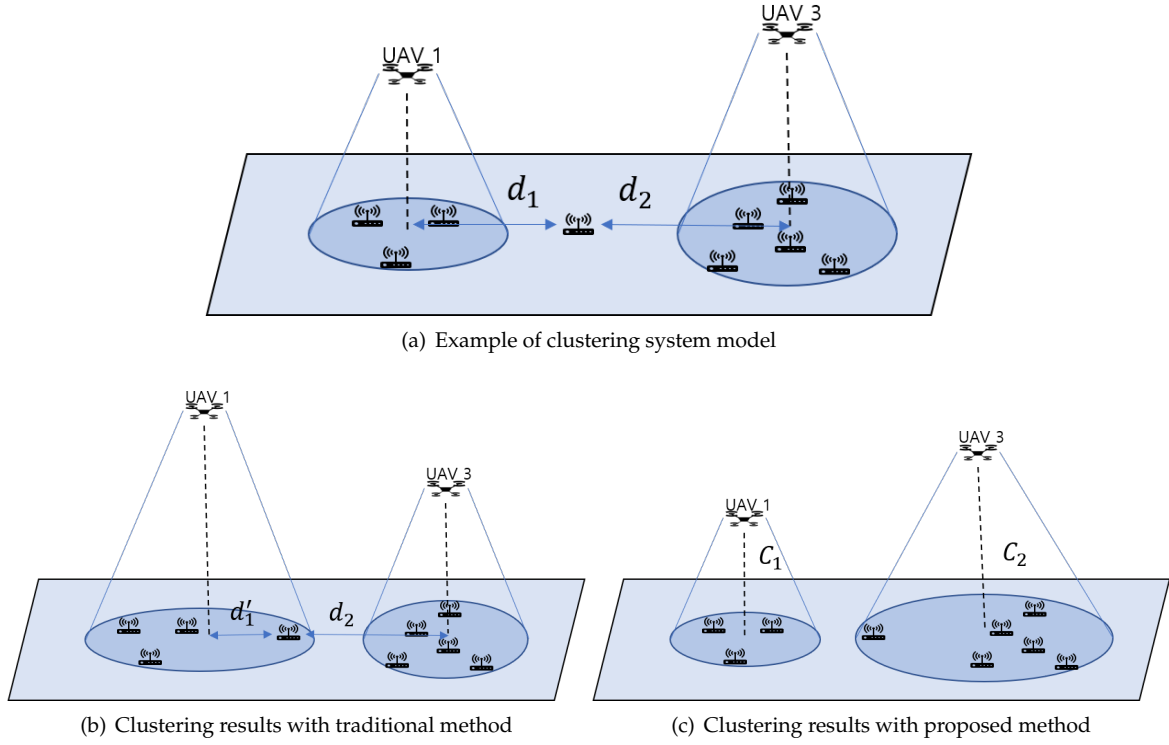 UAV 1
UAV 3
d₁
d₂
(a) Example of clustering system model
UAV 1
UAV 3
d₁′
d₂
(b) Clustering results with traditional method
UAV 1
UAV 3
C₁
C₂
(c) Clustering results with proposed method